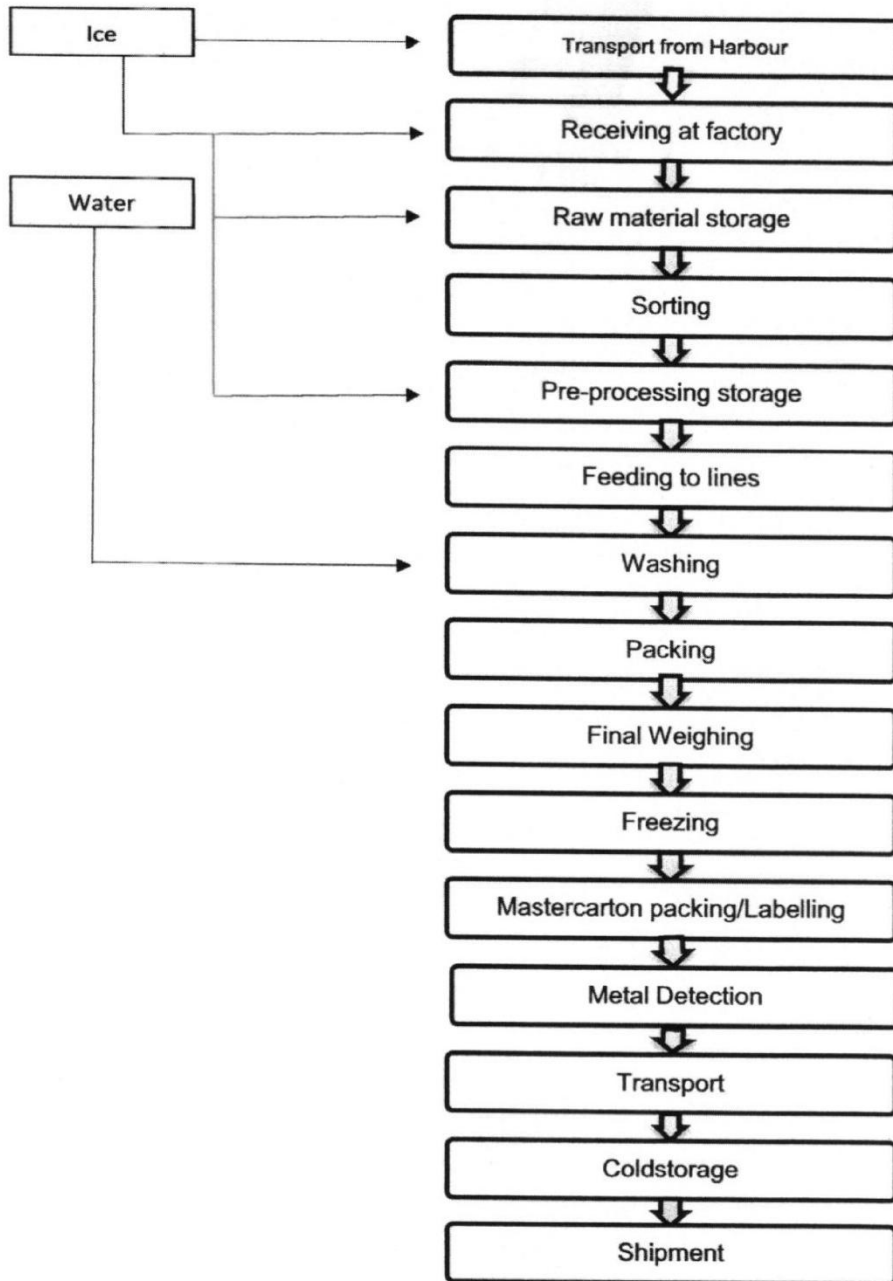 Ice
Transport from Harbour
Receiving at factory
Water
Raw material storage
Sorting
Pre-processing storage
Feeding to lines
Washing
Packing
Final Weighing
Freezing
Mastercarton packing/Labelling
Metal Detection
Transport
Coldstorage
Shipment